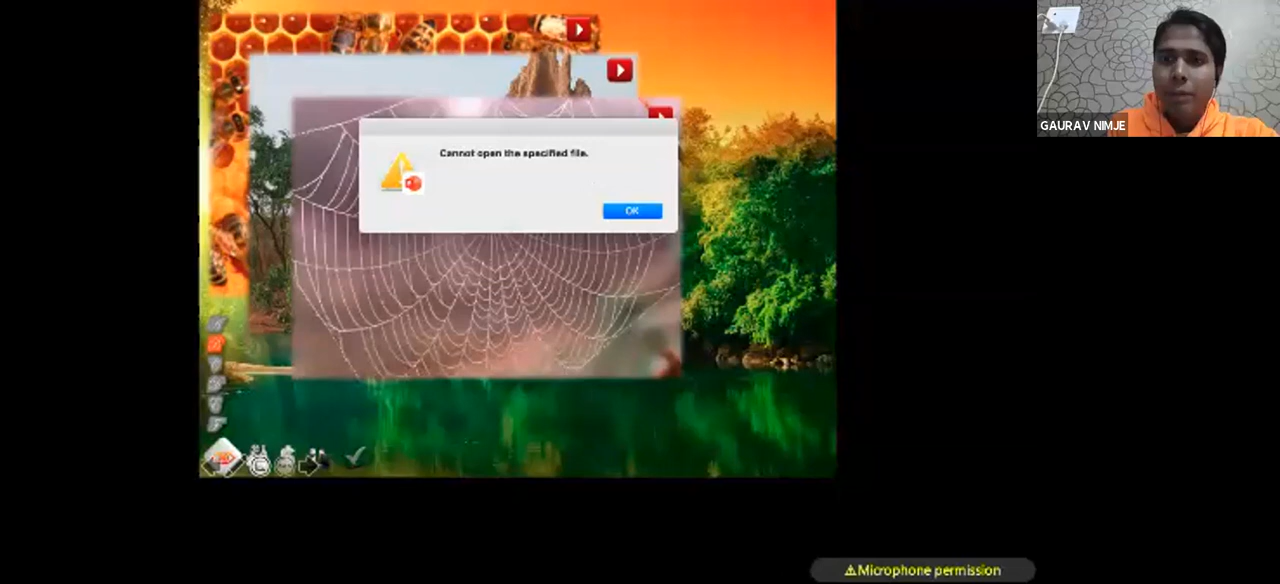 Cannot open the specified file.
OK
GAURAV NIMJE
⚠Microphone permission